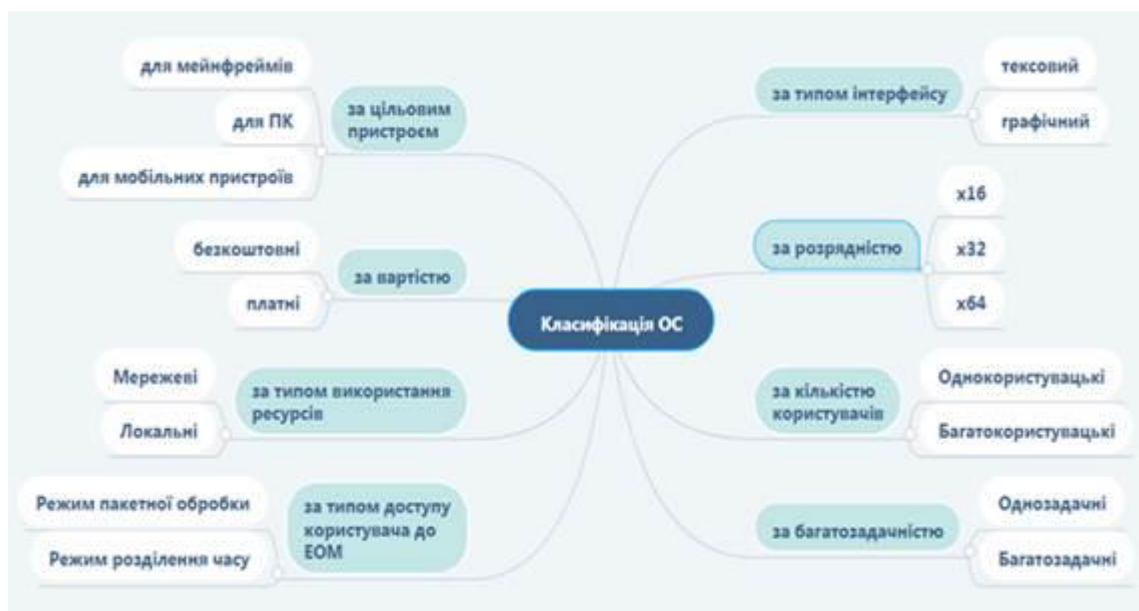 для мейнфреймів
для ПК
для мобільних пристроїв
за цільовим
пристроєм
безкоштовні
платні
за вартістю
Мережеві
Локальні
за типом використання
ресурсів
Режим пакетної обробки
Режим розділення часу
за типом доступу
користувача до
ЕОМ
Класифікація ОС
за типом інтерфейсу
тексовий
графічний
за розрядністю
x16
x32
x64
за кількістю
користувачів
Однокористувацькі
Багатокористувацькі
за багатозадачністю
Однозадачні
Багатозадачні